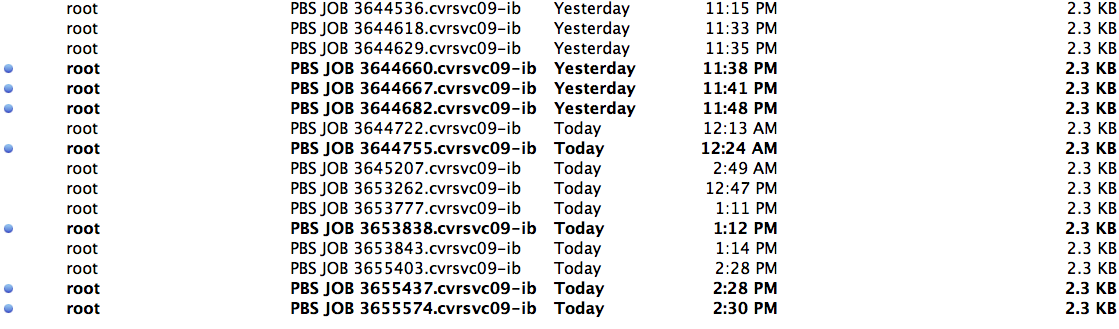 root PBS JOB 3644536.cvrsvc09-ib Yesterday 11:15 PM 2.3 KB
root PBS JOB 3644618.cvrsvc09-ib Yesterday 11:33 PM 2.3 KB
root PBS JOB 3644629.cvrsvc09-ib Yesterday 11:35 PM 2.3 KB
root PBS JOB 3644660.cvrsvc09-ib Yesterday 11:38 PM 2.3 KB
root PBS JOB 3644667.cvrsvc09-ib Yesterday 11:41 PM 2.3 KB
root PBS JOB 3644682.cvrsvc09-ib Yesterday 11:48 PM 2.3 KB
root PBS JOB 3644722.cvrsvc09-ib Today 12:13 AM 2.3 KB
root PBS JOB 3644755.cvrsvc09-ib Today 12:24 AM 2.3 KB
root PBS JOB 3645207.cvrsvc09-ib Today 2:49 AM 2.3 KB
root PBS JOB 3653262.cvrsvc09-ib Today 12:47 PM 2.3 KB
root PBS JOB 3653777.cvrsvc09-ib Today 1:11 PM 2.3 KB
root PBS JOB 3653838.cvrsvc09-ib Today 1:12 PM 2.3 KB
root PBS JOB 3653843.cvrsvc09-ib Today 1:14 PM 2.3 KB
root PBS JOB 3655403.cvrsvc09-ib Today 2:28 PM 2.3 KB
root PBS JOB 3655437.cvrsvc09-ib Today 2:28 PM 2.3 KB
root PBS JOB 3655574.cvrsvc09-ib Today 2:30 PM 2.3 KB